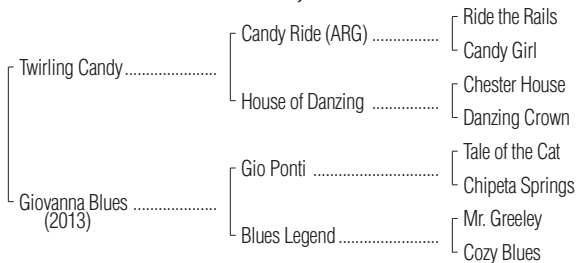 Ride the Rails
Candy Ride (ARG) ................
Candy Girl
Twirling Candy ......................
Chester House
House of Danzing ................
Danzing Crown
Tale of the Cat
Gio Ponti ..............................
Chipeta Springs
Giovanna Blues ....................
(2013)
Mr. Greeley
Blues Legend ........................
Cozy Blues